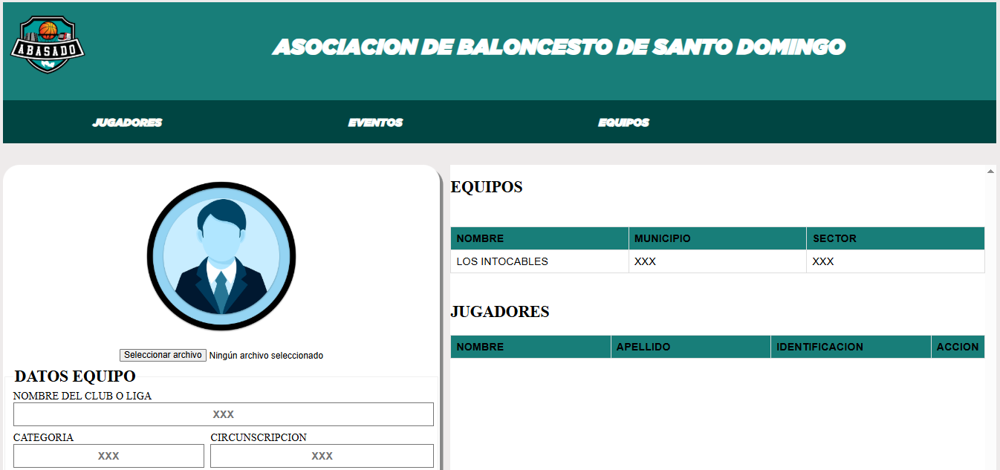 ABASADO
ASOCIACION DE BALONCESTO DE SANTO DOMINGO
JUGADORES EVENTOS EQUIPOS
Seleccionar archivo Ningún archivo seleccionado
DATOS EQUIPO
NOMBRE DEL CLUB O LIGA
XXX
CATEGORIA CIRCUNSCRIPCION
XXX XXX
EQUIPOS
NOMBRE MUNICIPIO SECTOR
LOS INTOCABLES XXX XXX
JUGADORES
NOMBRE APELLIDO IDENTIFICACION ACCION